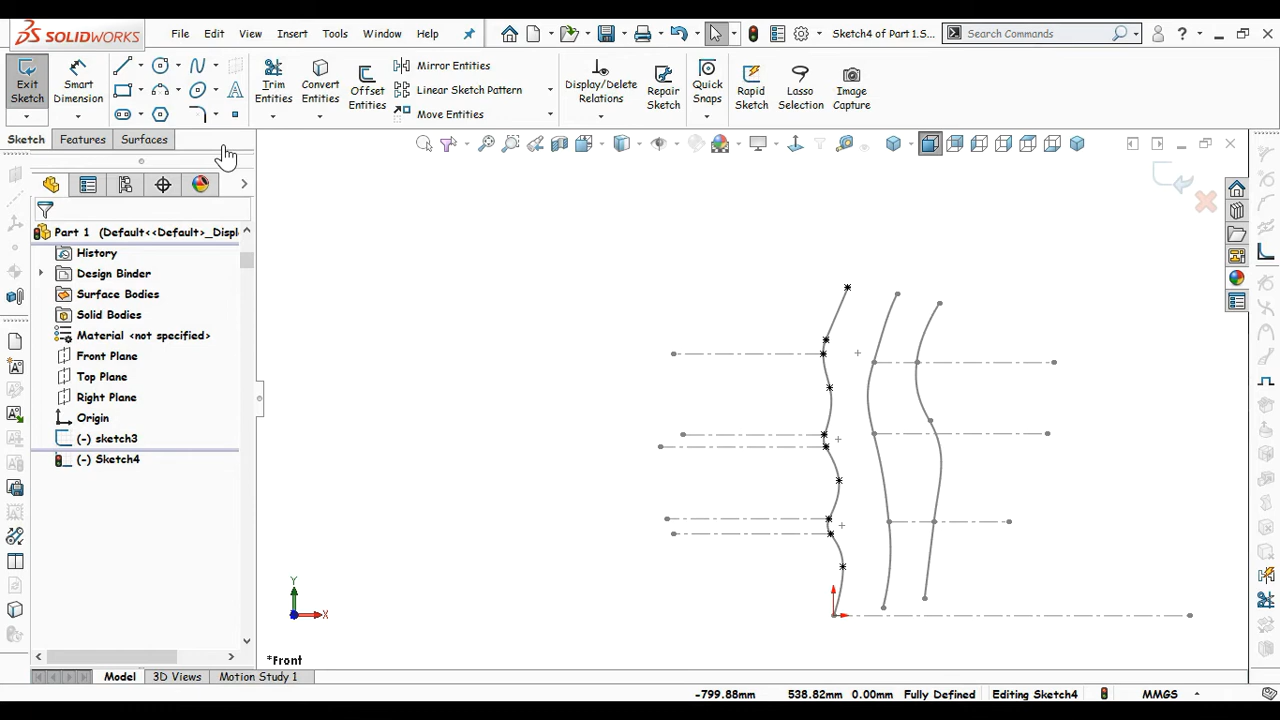 SOLIDWORKS
File Edit View Insert Tools Window Help
Sketch4 of Part 1.S...
Search Commands
Exit Sketch
Smart Dimension
Trim Entities
Convert Entities
Offset Entities
Mirror Entities
Linear Sketch Pattern
Move Entities
Display/Delete Relations
Repair Sketch
Quick Snaps
Rapid Sketch
Lasso Selection
Image Capture
Sketch Features Surfaces
Part 1 (Default<<Default>_Displ
History
Design Binder
Surface Bodies
Solid Bodies
Material <not specified>
Front Plane
Top Plane
Right Plane
Origin
(-) sketch3
(-) Sketch4
Y
X
*Front
Model 3D Views Motion Study 1
-799.88mm 538.82mm 0.00mm Fully Defined Editing Sketch4 MMGS